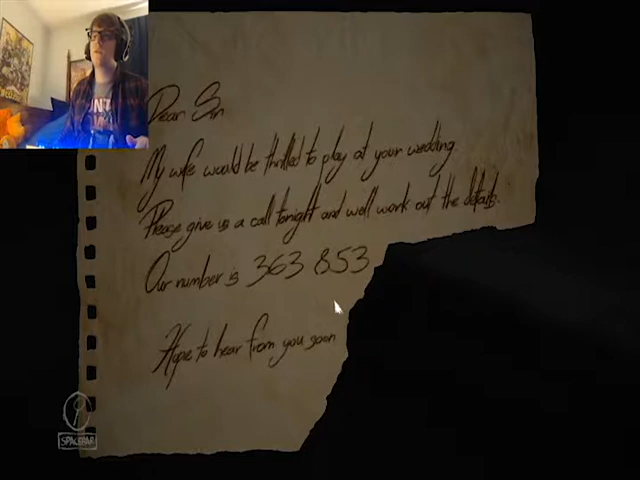 Dear Sir
My wife would be thrilled to play at your wedding.
Please give us a call tonight and we'll work out the details.
Our number is 363 853
Hope to hear from you soon
SPACEBAR